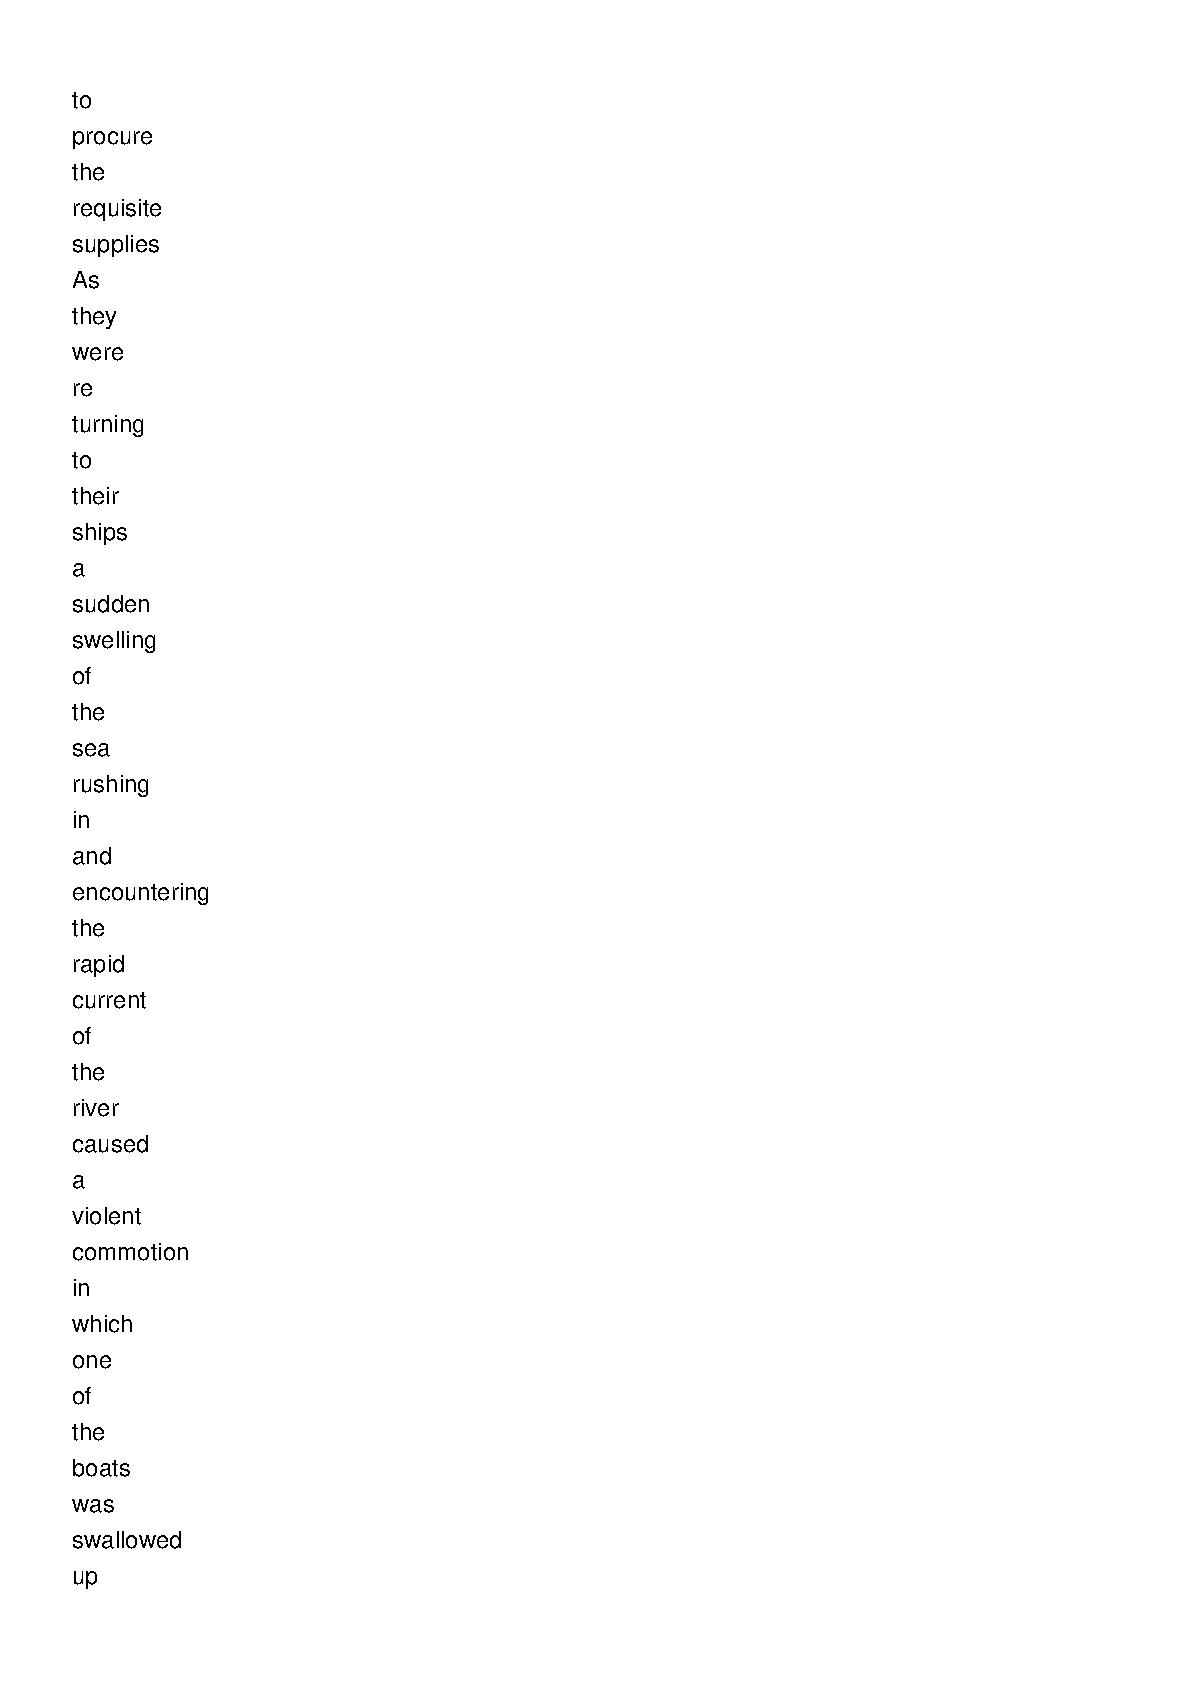 to
procure
the
requisite
supplies
As
they
were
re
turning
to
their
ships
a
sudden
swelling
of
the
sea
rushing
in
and
encountering
the
rapid
current
of
the
river
caused
a
violent
commotion
in
which
one
of
the
boats
was
swallowed
up